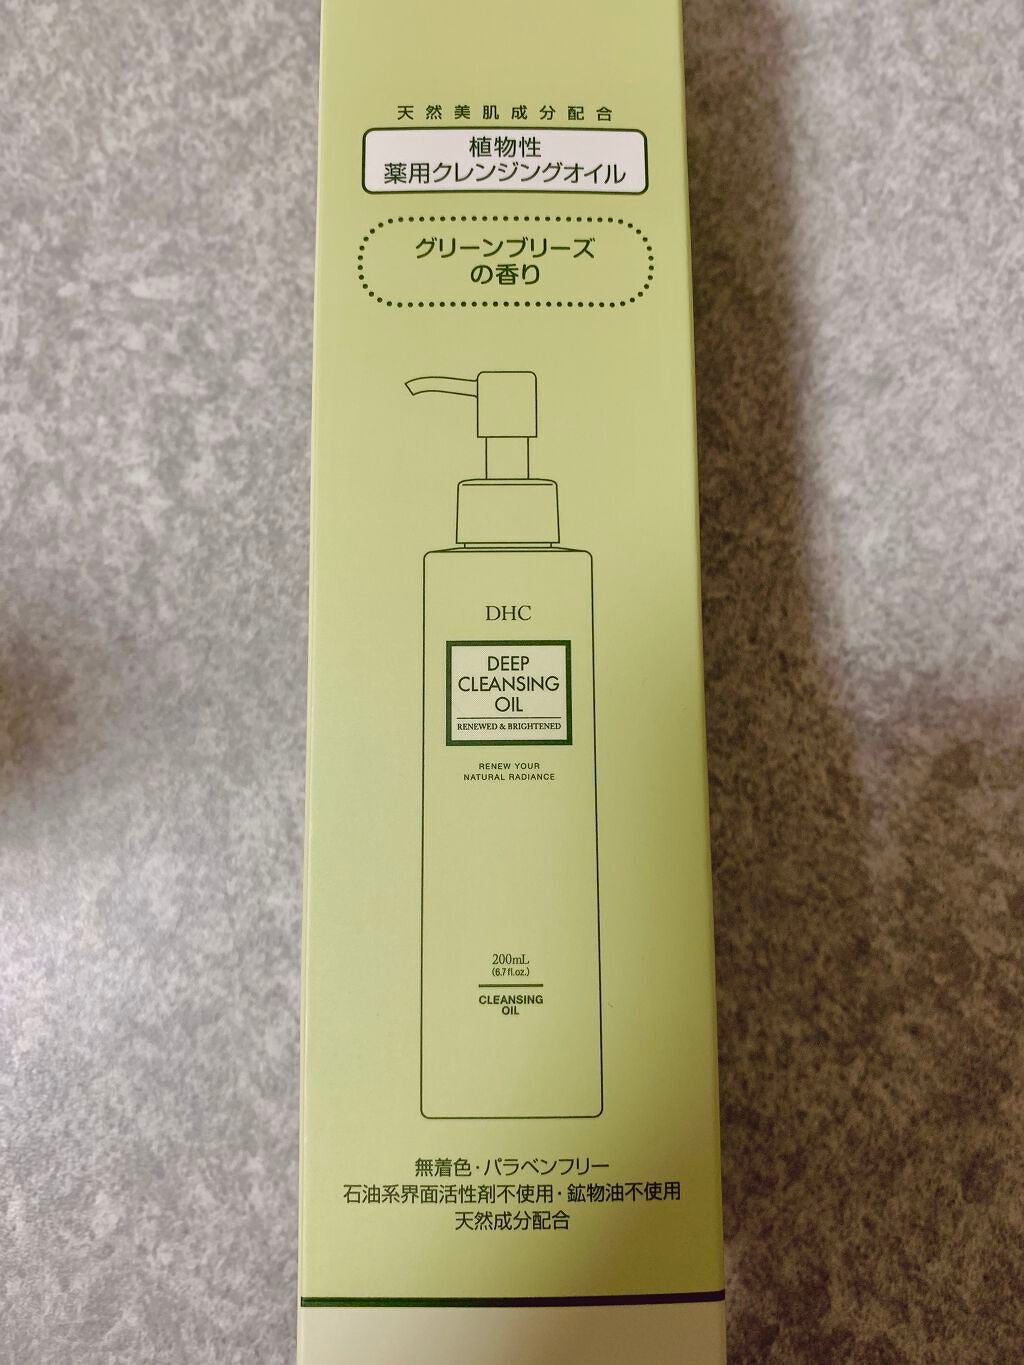 天然美肌成分配合
植物性
薬用クレンジングオイル
グリーンブリーズ
の香り
DHC
DEEP
CLEANSING
OIL
RENEWED & BRIGHTENED
RENEW YOUR
NATURAL RADIANCE
200mL
(6.7 fl.oz.)
CLEANSING
OIL
無着色・パラベンフリー
石油系界面活性剤不使用・鉱物油不使用
天然成分配合